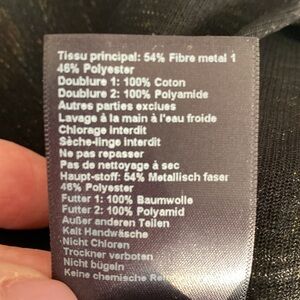 Tissu principal: 54% Fibre metal 1
46% Polyester
Doublure 1: 100% Coton
Doublure 2: 100% Polyamide
Autres parties exclues
Lavage à la main à l'eau froide
Chlorage interdit
Sèche-linge interdit
Ne pas repasser
Pas de nettoyage à sec
Haupt-stoff: 54% Metallisch faser
46% Polyester
Futter 1: 100% Baumwolle
Futter 2: 100% Polyamid
Außer anderen Teilen
Kalt Handwäsche
Nicht Chloren
Trockner verboten
Nicht bügeln
Keine chemische